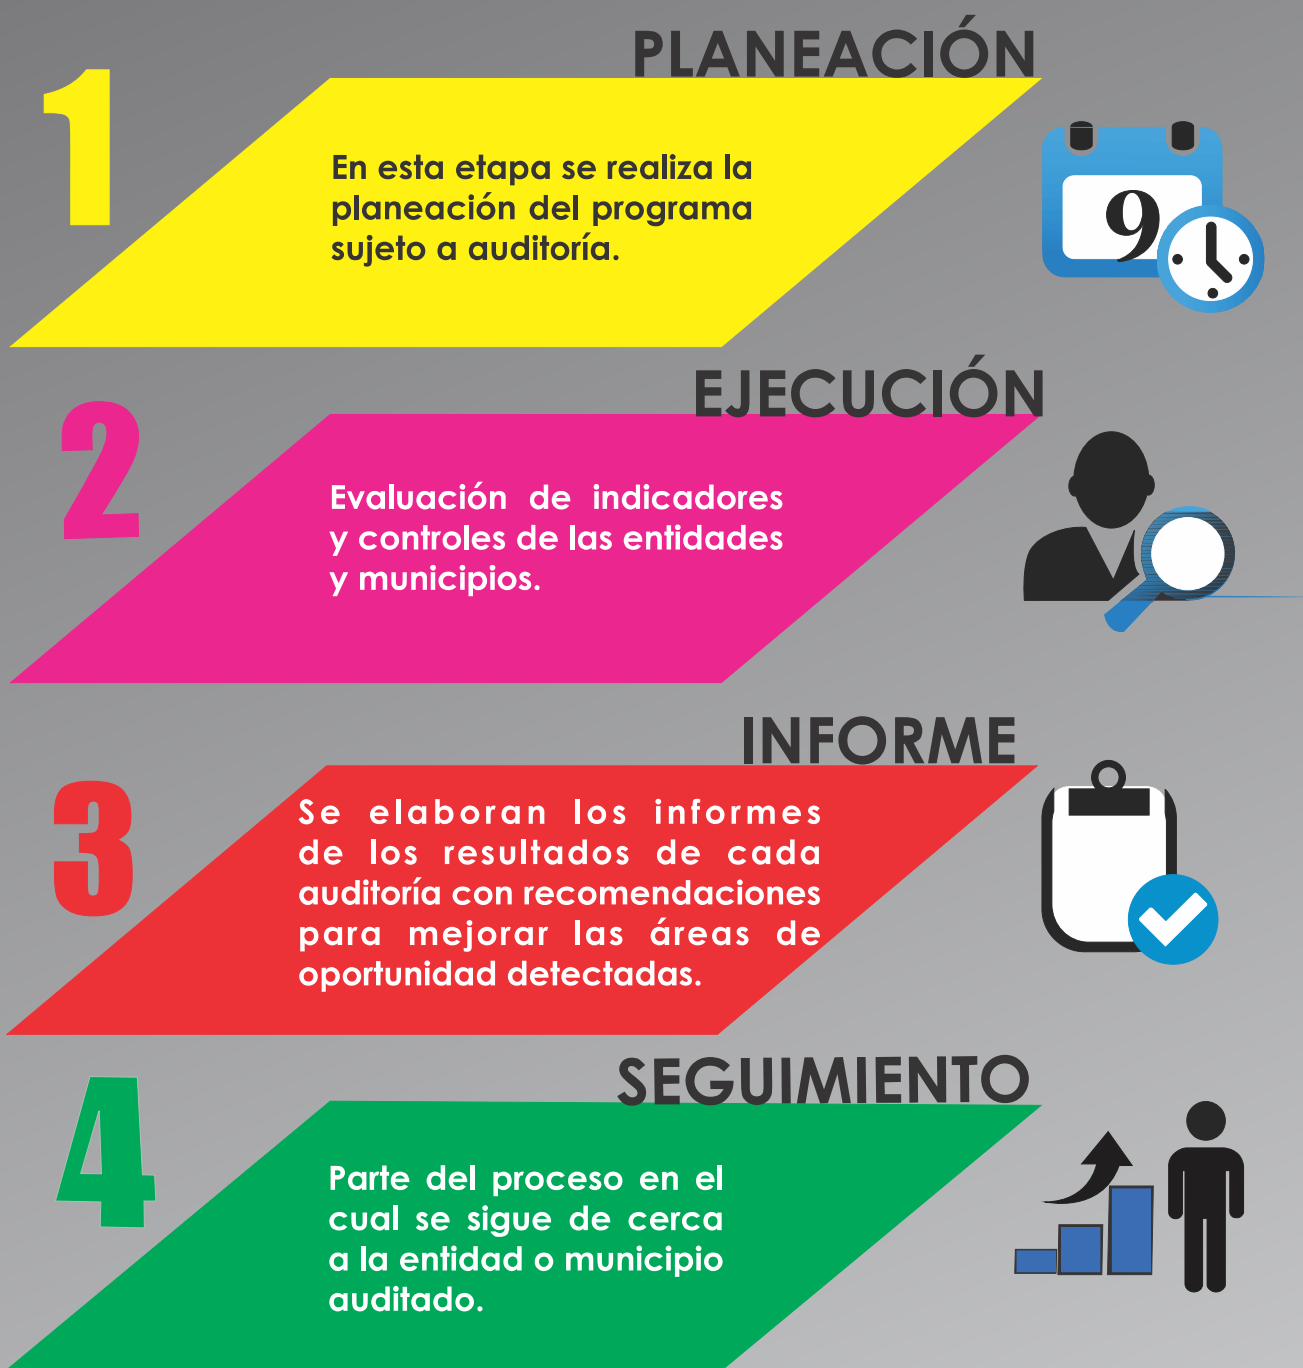 1
PLANEACIÓN
En esta etapa se realiza la
planeación del programa
sujeto a auditoría.
9
2
EJECUCIÓN
Evaluación de indicadores
y controles de las entidades
y municipios.
3
INFORME
Se elaboran los informes
de los resultados de cada
auditoría con recomendaciones
para mejorar las áreas de
oportunidad detectadas.
4
SEGUIMIENTO
Parte del proceso en el
cual se sigue de cerca
a la entidad o municipio
auditado.